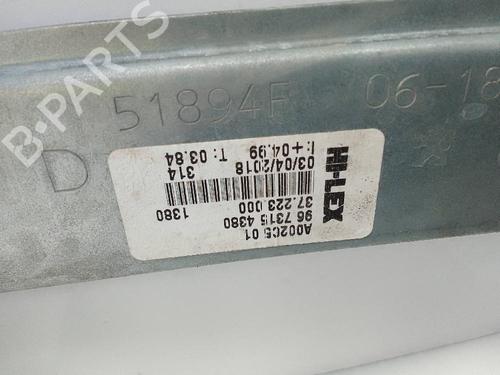 B-PARTS
D 51894F 06-18
HI-LEX
A002C5 01
96 7315 4380
37.223 000
1380
314
03/04/2018
T: 03.84
I:+04.99